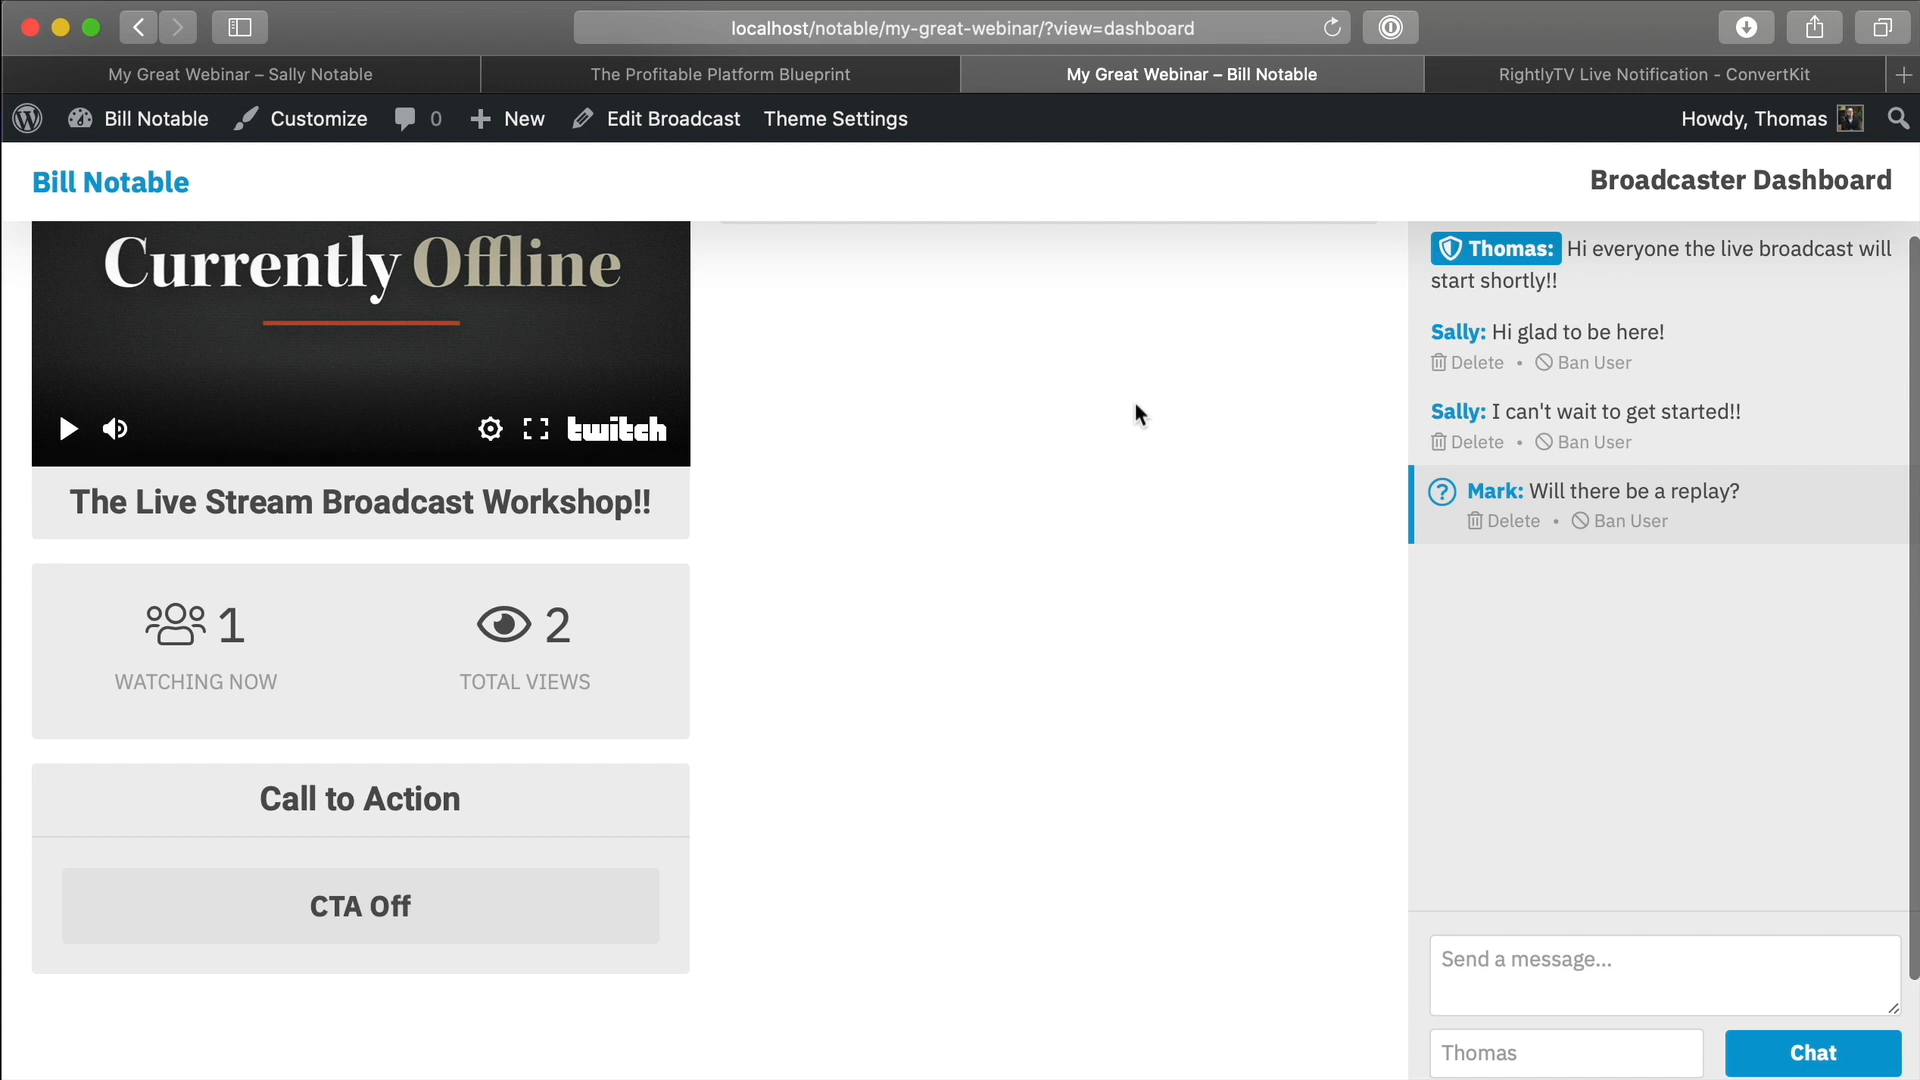 localhost/notable/my-great-webinar/?view=dashboard
My Great Webinar – Sally Notable
The Profitable Platform Blueprint
My Great Webinar – Bill Notable
RightlyTV Live Notification - ConvertKit
Bill Notable
Customize
0
New
Edit Broadcast
Theme Settings
Howdy, Thomas
Bill Notable
Broadcaster Dashboard
Currently Offline
twitch
The Live Stream Broadcast Workshop!!
1
WATCHING NOW
2
TOTAL VIEWS
Call to Action
CTA Off
Thomas: Hi everyone the live broadcast will
start shortly!!
Sally: Hi glad to be here!
Delete • Ban User
Sally: I can't wait to get started!!
Delete • Ban User
Mark: Will there be a replay?
Delete • Ban User
Send a message...
Thomas
Chat